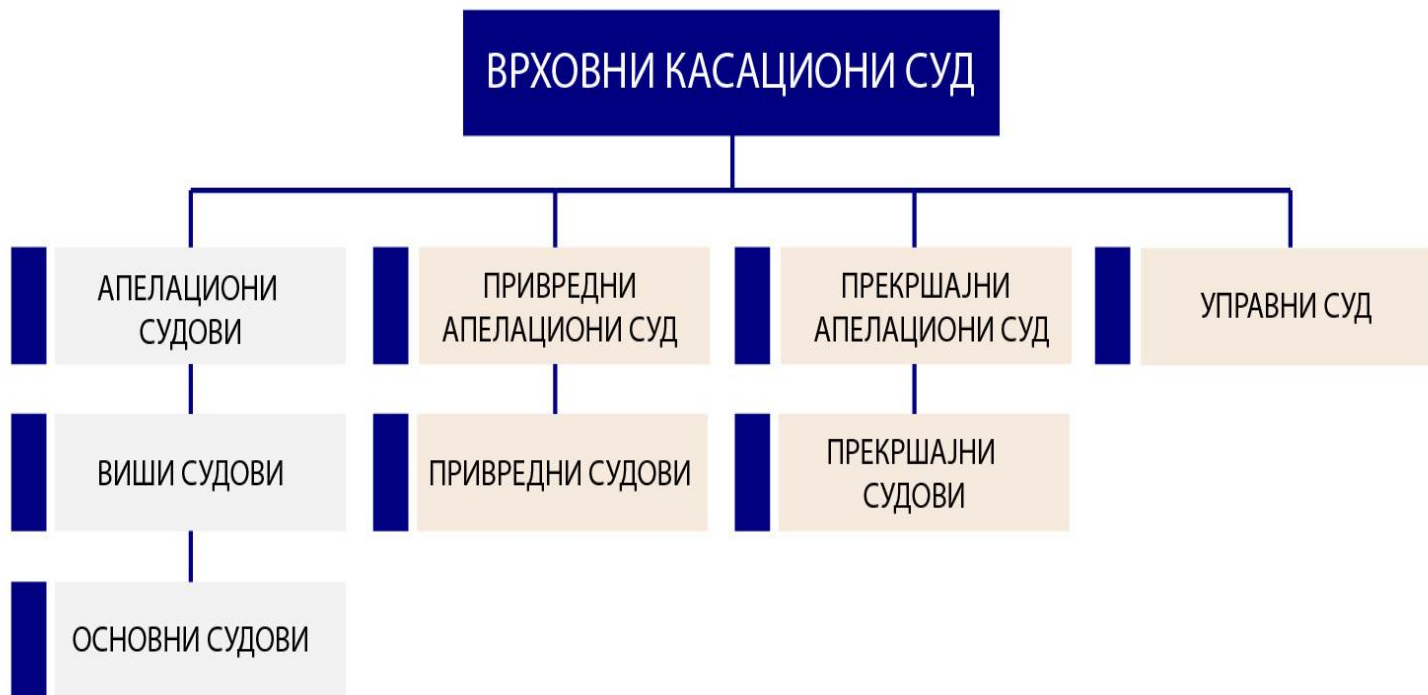 ВРХОВНИ КАСАЦИОНИ СУД
АПЕЛАЦИОНИ
СУДОВИ
ПРИВРЕДНИ
АПЕЛАЦИОНИ СУД
ПРЕКРШАЈНИ
АПЕЛАЦИОНИ СУД
УПРАВНИ СУД
ВИШИ СУДОВИ
ПРИВРЕДНИ СУДОВИ
ПРЕКРШАЈНИ
СУДОВИ
ОСНОВНИ СУДОВИ